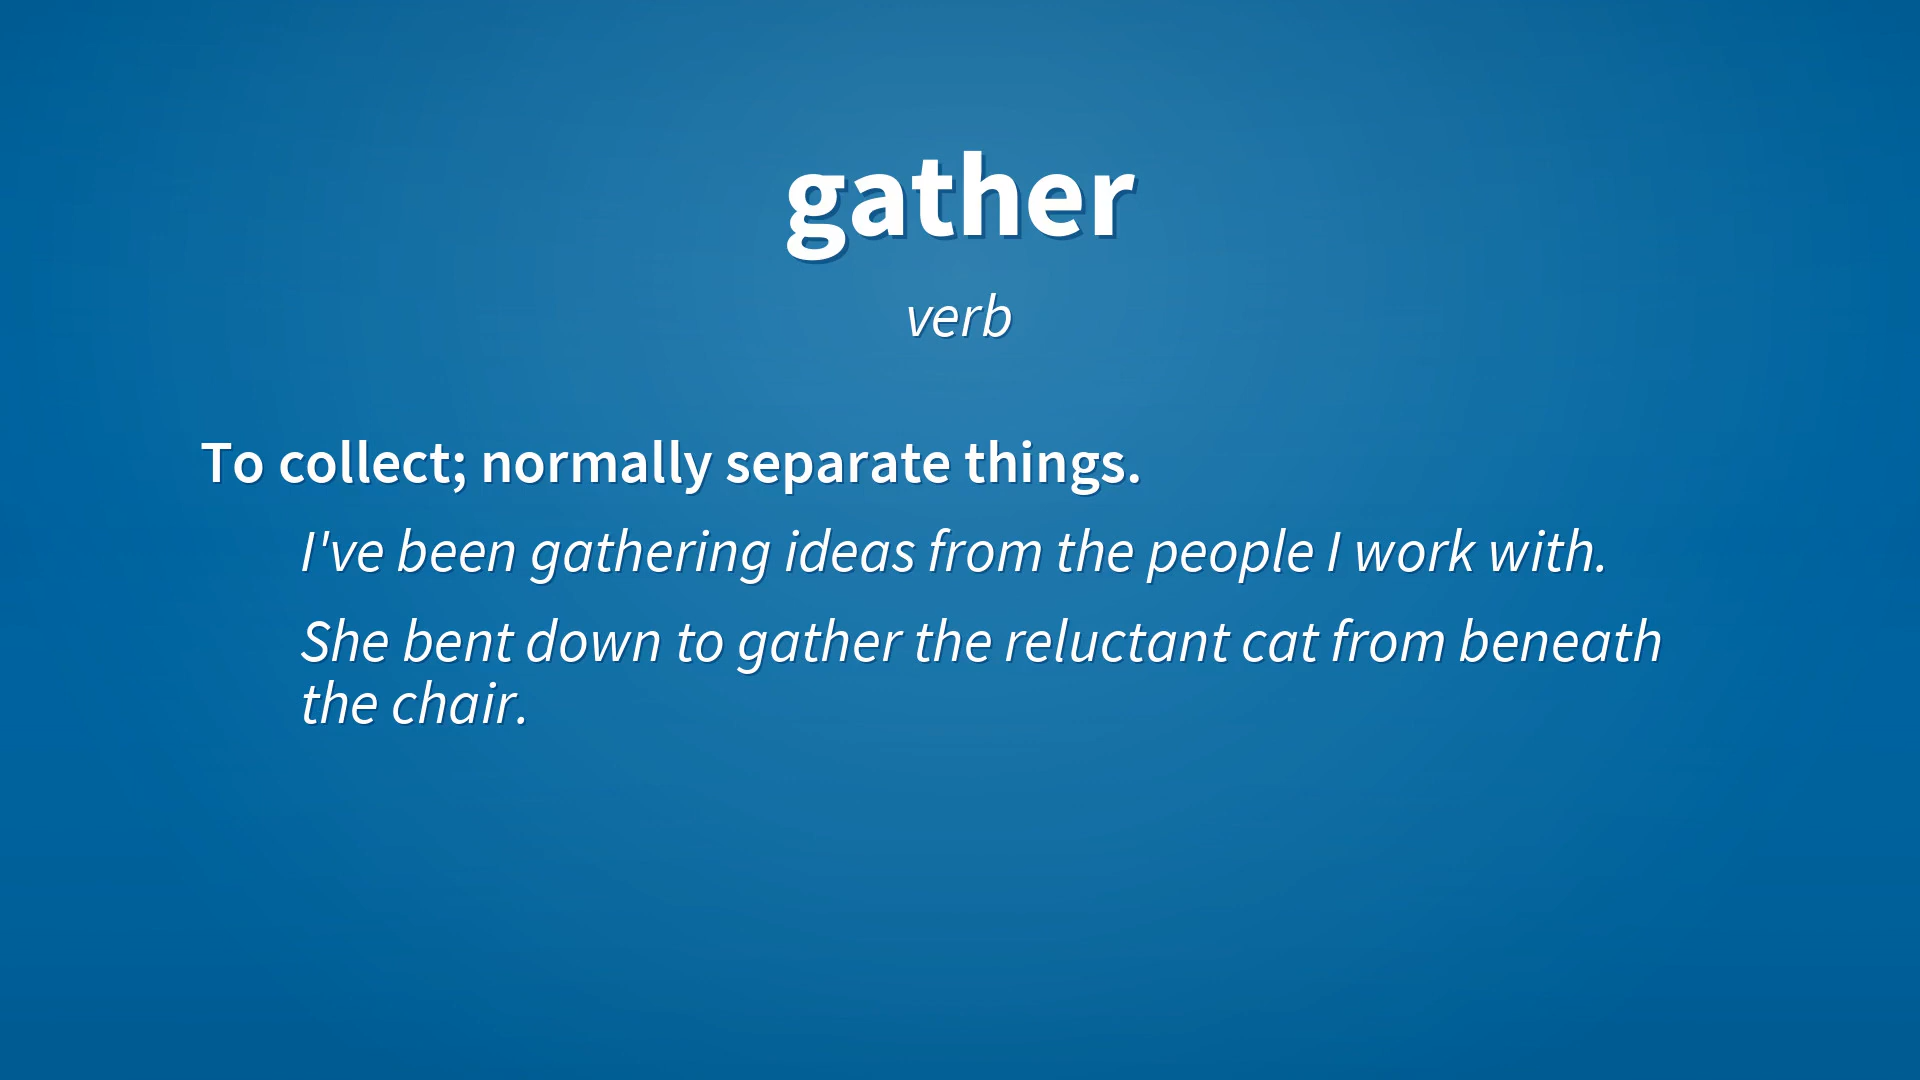 gather
verb
To collect; normally separate things.
I've been gathering ideas from the people I work with.
She bent down to gather the reluctant cat from beneath
the chair.